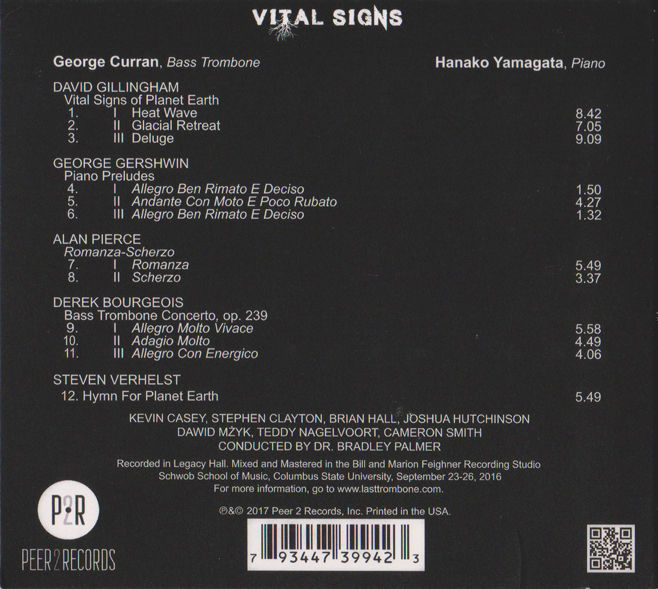 VITAL SIGNS
George Curran, Bass Trombone Hanako Yamagata, Piano
DAVID GILLINGHAM
Vital Signs of Planet Earth
1. I Heat Wave 8.42
2. II Glacial Retreat 7.05
3. III Deluge 9.09
GEORGE GERSHWIN
Piano Preludes
4. I Allegro Ben Rimato E Deciso 1.50
5. II Andante Con Moto E Poco Rubato 4.27
6. III Allegro Ben Rimato E Deciso 1.32
ALAN PIERCE
Romanza-Scherzo
7. I Romanza 5.49
8. II Scherzo 3.37
DEREK BOURGEOIS
Bass Trombone Concerto, op. 239
9. I Allegro Molto Vivace 5.58
10. II Adagio Molto 4.49
11. III Allegro Con Energico 4.06
STEVEN VERHELST
12. Hymn For Planet Earth 5.49
KEVIN CASEY, STEPHEN CLAYTON, BRIAN HALL, JOSHUA HUTCHINSON
DAWID MŻYK, TEDDY NAGELVOORT, CAMERON SMITH
CONDUCTED BY DR. BRADLEY PALMER
Recorded in Legacy Hall. Mixed and Mastered in the Bill and Marion Feighner Recording Studio
Schwob School of Music, Columbus State University, September 23-26, 2016
For more information, go to www.lasttrombone.com.
℗&© 2017 Peer 2 Records, Inc. Printed in the USA.
P2R
PEER2RECORDS
7 93447 39942 3